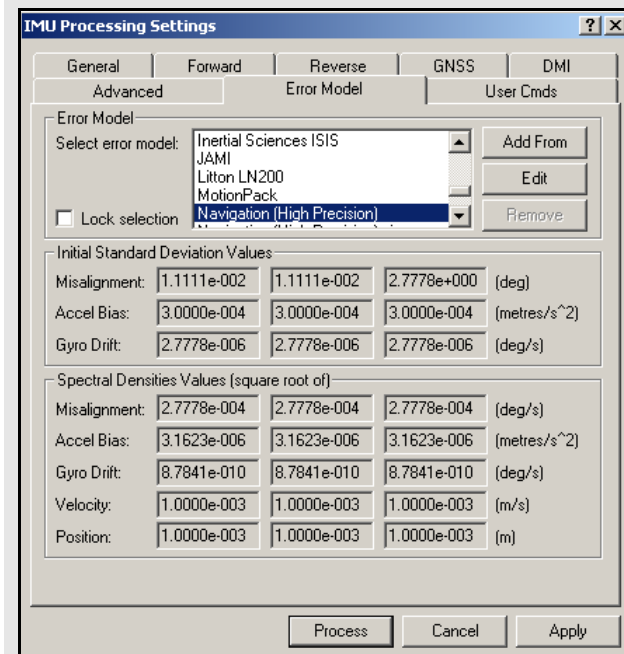 IMU Processing Settings
General Forward Reverse GNSS DMI
Advanced Error Model User Cmds
Error Model
Select error model:
Inertial Sciences ISIS
JAMI
Litton LN200
MotionPack
Navigation (High Precision)
Add From
Edit
Remove
Lock selection
Initial Standard Deviation Values
Misalignment: 1.1111e-002 1.1111e-002 2.7778e+000 (deg)
Accel Bias: 3.0000e-004 3.0000e-004 3.0000e-004 (metres/s^2)
Gyro Drift: 2.7778e-006 2.7778e-006 2.7778e-006 (deg/s)
Spectral Densities Values (square root of)
Misalignment: 2.7778e-004 2.7778e-004 2.7778e-004 (deg/s)
Accel Bias: 3.1623e-006 3.1623e-006 3.1623e-006 (metres/s^2)
Gyro Drift: 8.7841e-010 8.7841e-010 8.7841e-010 (deg/s)
Velocity: 1.0000e-003 1.0000e-003 1.0000e-003 (m/s)
Position: 1.0000e-003 1.0000e-003 1.0000e-003 (m)
Process Cancel Apply